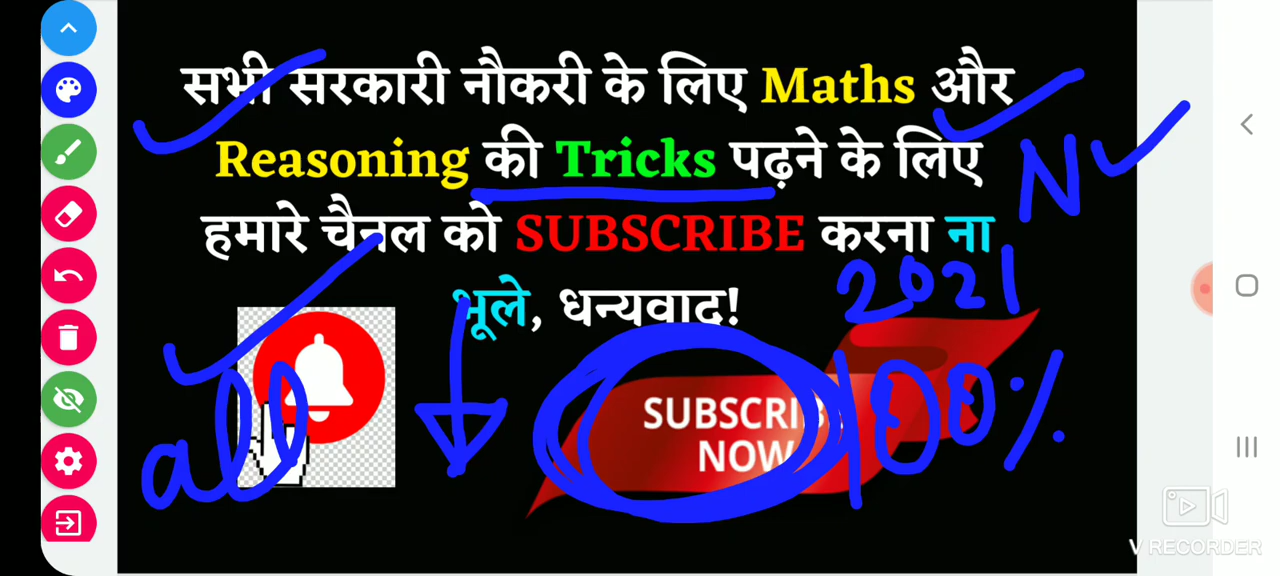 सभी सरकारी नौकरी के लिए Maths और
Reasoning की Tricks पढ़ने के लिए
N
हमारे चैनल को SUBSCRIBE करना ना
भूले, धन्यवाद!
2021
all
SUBSCRIBE
NOW
100%
V RECORDER